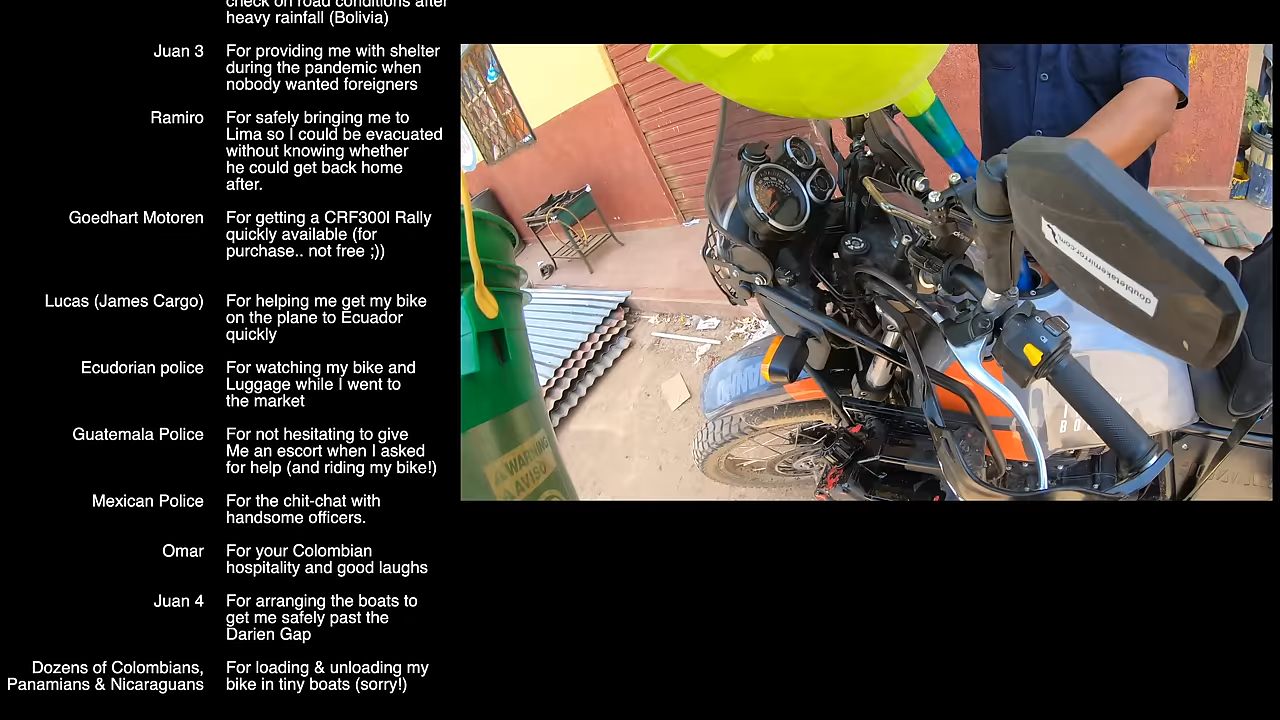 check on road conditions after
heavy rainfall (Bolivia)
Juan 3
For providing me with shelter
during the pandemic when
nobody wanted foreigners
Ramiro
For safely bringing me to
Lima so I could be evacuated
without knowing whether
he could get back home
after.
Goedhart Motoren
For getting a CRF300l Rally
quickly available (for
purchase.. not free ;))
Lucas (James Cargo)
For helping me get my bike
on the plane to Ecuador
quickly
Ecudorian police
For watching my bike and
Luggage while I went to
the market
Guatemala Police
For not hesitating to give
Me an escort when I asked
for help (and riding my bike!)
Mexican Police
For the chit-chat with
handsome officers.
Omar
For your Colombian
hospitality and good laughs
Juan 4
For arranging the boats to
get me safely past the
Darien Gap
Dozens of Colombians,
Panamians & Nicaraguans
For loading & unloading my
bike in tiny boats (sorry!)
doubletakemirror.com
WARNING
AVISO